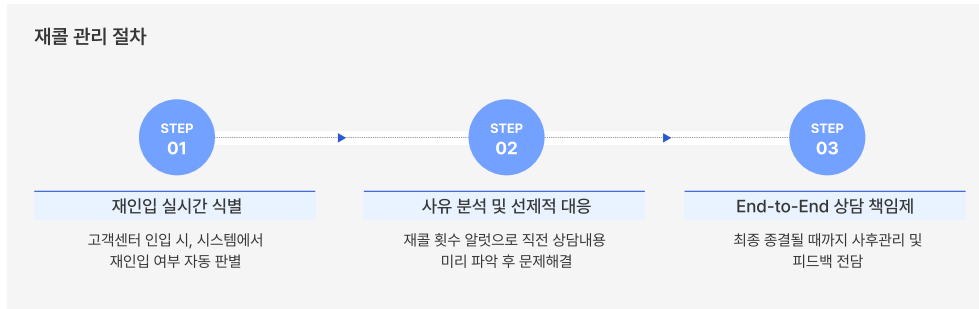 재콜 관리 절차
STEP
01
STEP
02
STEP
03
재인입 실시간 식별
사유 분석 및 선제적 대응
End-to-End 상담 책임제
고객센터 인입 시, 시스템에서
재인입 여부 자동 판별
재콜 횟수 알럿으로 직전 상담내용
미리 파악 후 문제해결
최종 종결될 때까지 사후관리 및
피드백 전담